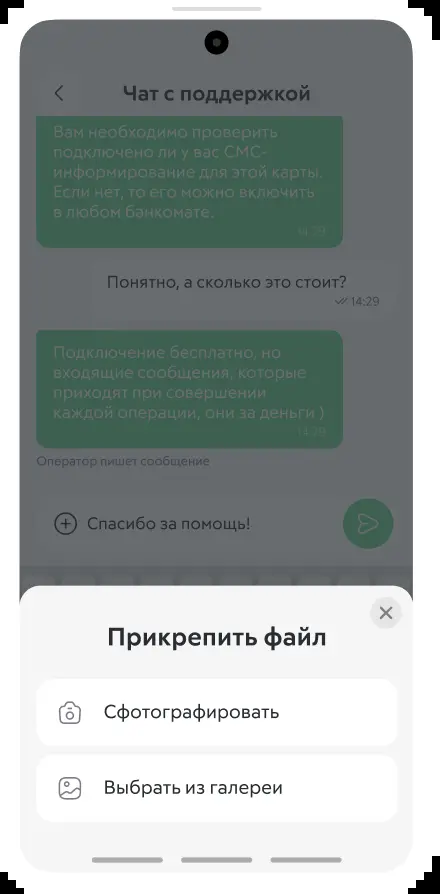 Чат с поддержкой
Вам необходимо проверить
подключено ли у вас СМС-
информирование для этой карты.
Если нет, то его можно включить
в любом банкомате.
14:29
Понятно, а сколько это стоит?
14:29
Подключение бесплатно, но
входящие сообщения, которые
приходят при совершении
каждой операции, они за деньги )
14:29
Оператор пишет сообщение
Спасибо за помощь!
Прикрепить файл
Сфотографировать
Выбрать из галереи